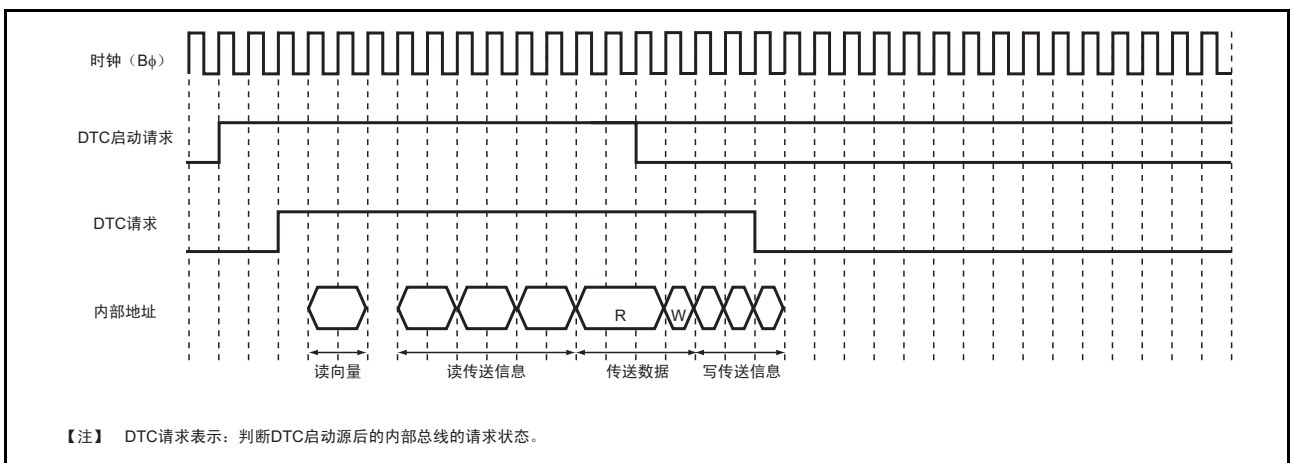 时钟（Bφ）
DTC启动请求
DTC请求
内部地址
R
W
读向量
读传送信息
传送数据
写传送信息
【注】 DTC请求表示：判断DTC启动源后的内部总线的请求状态。